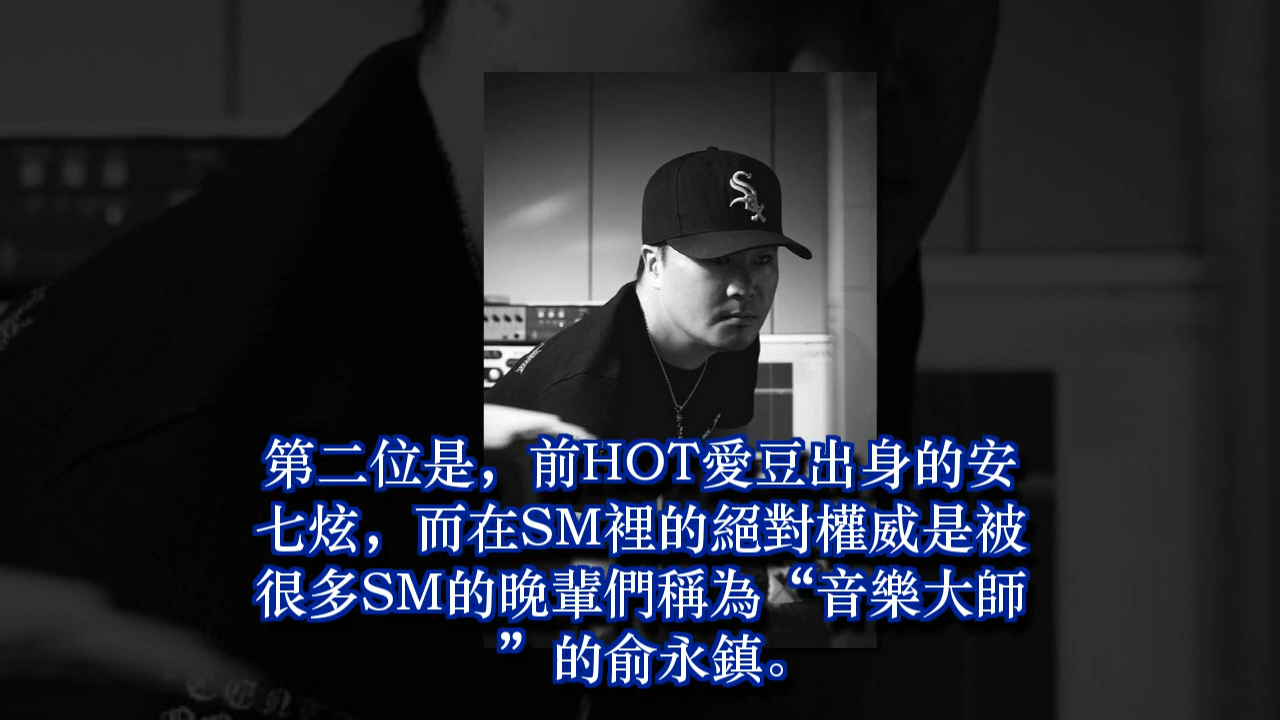 Sox
第二位是，前HOT愛豆出身的安
七炫，而在SM裡的絕對權威是被
很多SM的晚輩們稱為“音樂大師
”的俞永鎮。